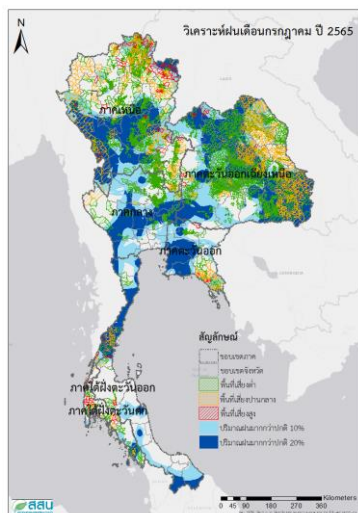 วิเคราะห์ฝนเดือนกรกฎาคม ปี 2565
N
ภาคเหนือ
ภาคตะวันออกเฉียงเหนือ
ภาคกลาง
ภาคตะวันออก
ภาคใต้ฝั่งตะวันออก
ภาคใต้ฝั่งตะวันตก
สัญลักษณ์
ขอบเขตภาค
ขอบเขตจังหวัด
พื้นที่เสี่ยงต่ำ
พื้นที่เสี่ยงปานกลาง
พื้นที่เสี่ยงสูง
ปริมาณฝนมากกว่าปกติ 10%
ปริมาณฝนมากกว่าปกติ 20%
Kilometers
0 45 90 180 270 360
สสน